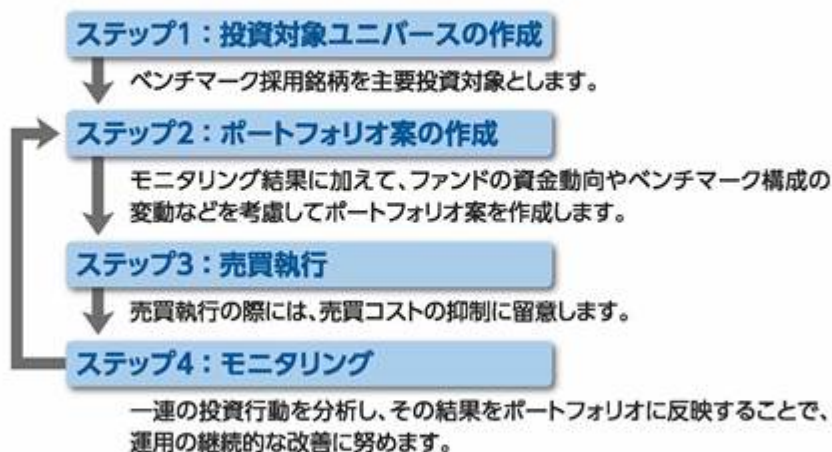 ステップ1：投資対象ユニバースの作成
ベンチマーク採用銘柄を主要投資対象とします。
ステップ2：ポートフォリオ案の作成
モニタリング結果に加えて、ファンドの資金動向やベンチマーク構成の
変動などを考慮してポートフォリオ案を作成します。
ステップ3：売買執行
売買執行の際には、売買コストの抑制に留意します。
ステップ4：モニタリング
一連の投資行動を分析し、その結果をポートフォリオに反映することで、
運用の継続的な改善に努めます。